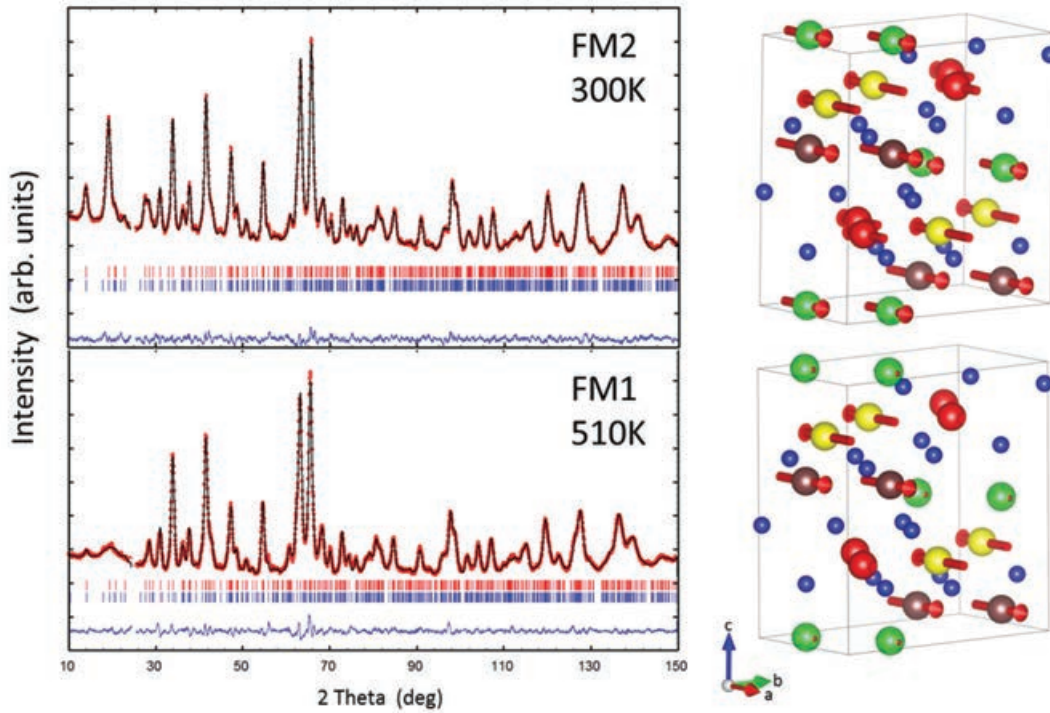 FM2
300K
Intensity (arb. units)
FM1
510K
10 30 50 70 90 110 130 150
2 Theta (deg)
c
b
a